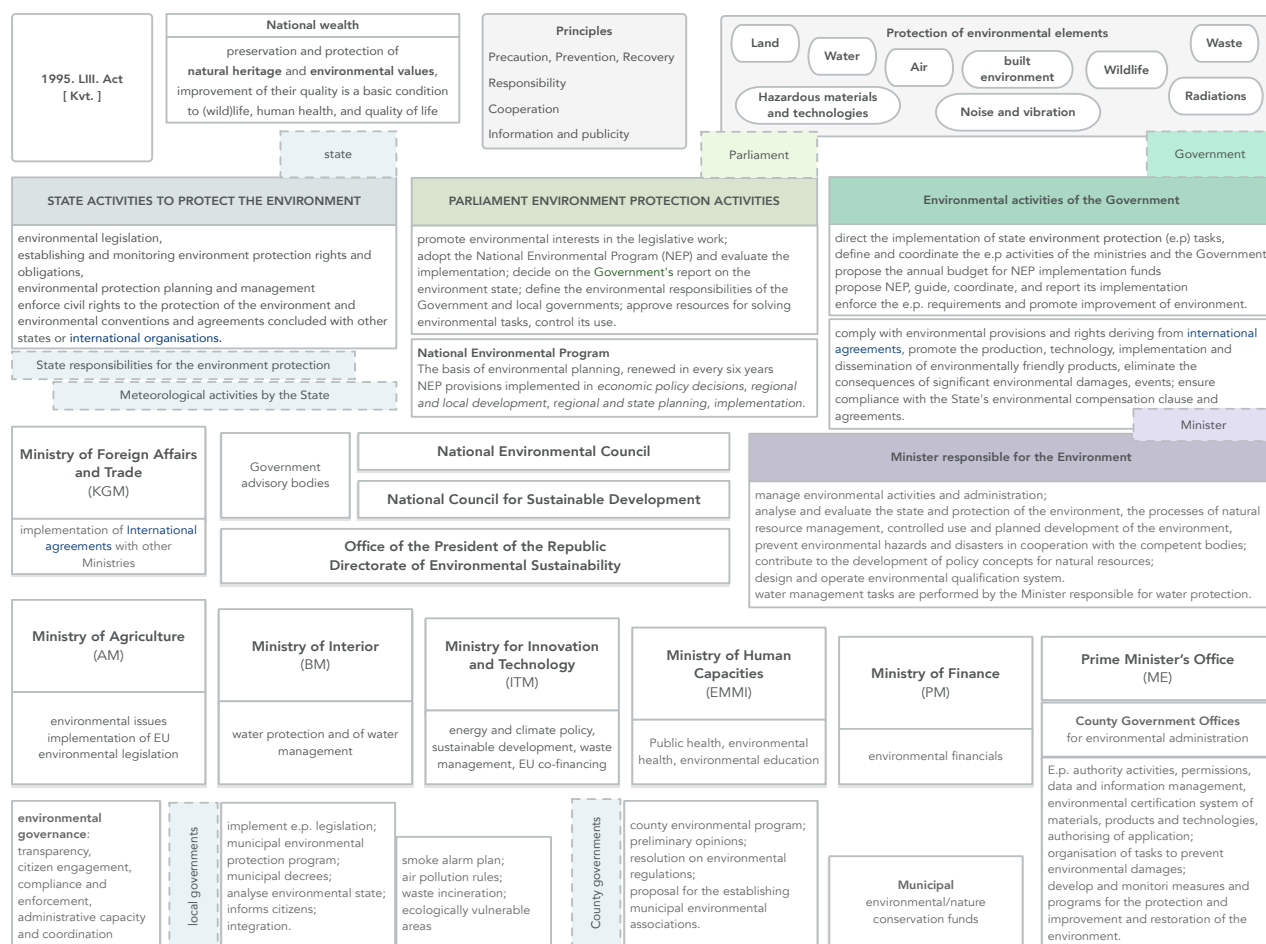 1995. LIII. Act
[ Kvt. ]
National wealth
preservation and protection of
natural heritage and environmental values,
improvement of their quality is a basic condition
to (wild)life, human health, and quality of life
Principles
Precaution, Prevention, Recovery
Responsibility
Cooperation
Information and publicity
Protection of environmental elements
Land
Water
Air
built
environment
Wildlife
Waste
Hazardous materials
and technologies
Noise and vibration
Radiations
state
Parliament
Government
STATE ACTIVITIES TO PROTECT THE ENVIRONMENT
environmental legislation,
establishing and monitoring environment protection rights and
obligations,
environmental protection planning and management
enforce civil rights to the protection of the environment and
environmental conventions and agreements concluded with other
states or international organisations.
State responsibilities for the environment protection
Meteorological activities by the State
PARLIAMENT ENVIRONMENT PROTECTION ACTIVITIES
promote environmental interests in the legislative work;
adopt the National Environmental Program (NEP) and evaluate the
implementation; decide on the Government's report on the
environment state; define the environmental responsibilities of the
Government and local governments; approve resources for solving
environmental tasks, control its use.
National Environmental Program
The basis of environmental planning, renewed in every six years
NEP provisions implemented in economic policy decisions, regional
and local development, regional and state planning, implementation.
Environmental activities of the Government
direct the implementation of state environment protection (e.p) tasks,
define and coordinate the e.p activities of the ministries and the Government
propose the annual budget for NEP implementation funds
propose NEP, guide, coordinate, and report its implementation
enforce the e.p. requirements and promote improvement of environment.
comply with environmental provisions and rights deriving from international
agreements, promote the production, technology, implementation and
dissemination of environmentally friendly products, eliminate the
consequences of significant environmental damages, events; ensure
compliance with the State's environmental compensation clause and
agreements.
Minister
Ministry of Foreign Affairs
and Trade
(KGM)
implementation of International
agreements with other
Ministries
Government
advisory bodies
National Environmental Council
National Council for Sustainable Development
Office of the President of the Republic
Directorate of Environmental Sustainability
Minister responsible for the Environment
manage environmental activities and administration;
analyse and evaluate the state and protection of the environment, the processes of natural
resource management, controlled use and planned development of the environment,
prevent environmental hazards and disasters in cooperation with the competent bodies;
contribute to the development of policy concepts for natural resources;
design and operate environmental qualification system.
water management tasks are performed by the Minister responsible for water protection.
Ministry of Agriculture
(AM)
environmental issues
implementation of EU
environmental legislation
Ministry of Interior
(BM)
water protection and of water
management
Ministry for Innovation
and Technology
(ITM)
energy and climate policy,
sustainable development, waste
management, EU co-financing
Ministry of Human
Capacities
(EMMI)
Public health, environmental
health, environmental education
Ministry of Finance
(PM)
environmental financials
Prime Minister's Office
(ME)
County Government Offices
for environmental administration
E.p. authority activities, permissions,
data and information management,
environmental certification system of
materials, products and technologies,
authorising of application;
organisation of tasks to prevent
environmental damages;
develop and monitori measures and
programs for the protection and
improvement and restoration of the
environment.
environmental
governance:
transparency,
citizen engagement,
compliance and
enforcement,
administrative capacity
and coordination
local governments
implement e.p. legislation;
municipal environmental
protection program;
municipal decrees;
analyse environmental state;
informs citizens;
integration.
smoke alarm plan;
air pollution rules;
waste incineration;
ecologically vulnerable
areas
County governments
county environmental program;
preliminary opinions;
resolution on environmental
regulations;
proposal for the establishing
municipal environmental
associations.
Municipal
environmental/nature
conservation funds